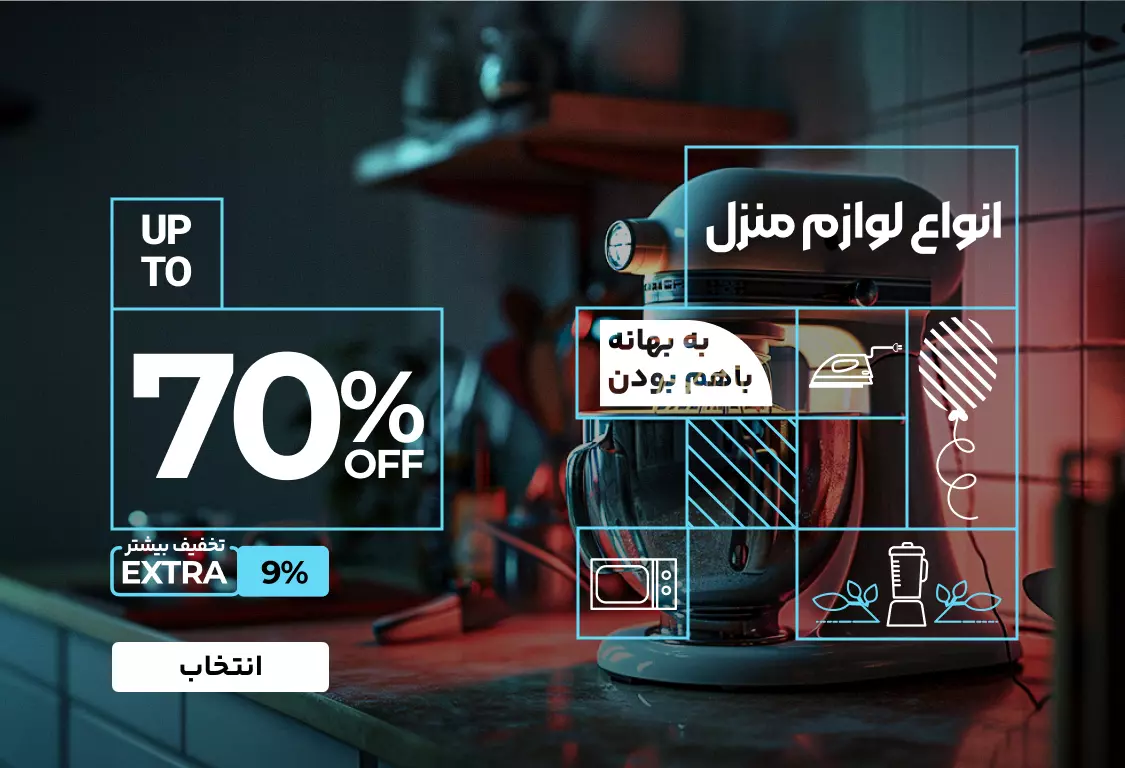 انواع لوازم منزل
به بهانه
باهم بودن
UP
TO
70%
OFF
تخفیف بیشتر
EXTRA
9%
انتخاب